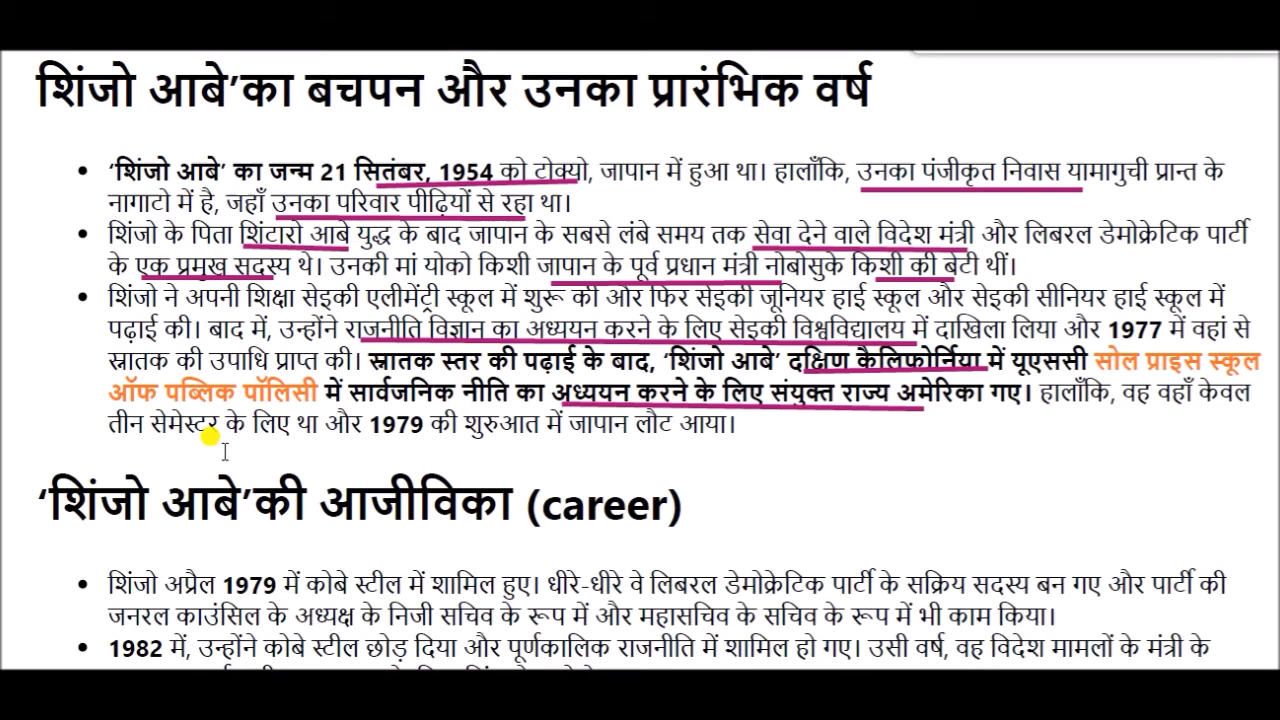 शिंजो आबे’का बचपन और उनका प्रारंभिक वर्ष
• ‘शिंजो आबे’ का जन्म 21 सितंबर, 1954 को टोक्यो, जापान में हुआ था। हालाँकि, उनका पंजीकृत निवास यामागुची प्रान्त के
नागाटो में है, जहाँ उनका परिवार पीढ़ियों से रहा था।
• शिंजो के पिता शिंटारो आबे युद्ध के बाद जापान के सबसे लंबे समय तक सेवा देने वाले विदेश मंत्री और लिबरल डेमोक्रेटिक पार्टी
के एक प्रमुख सदस्य थे। उनकी मां योको किशी जापान के पूर्व प्रधान मंत्री नोबोसुके किशी की बेटी थीं।
• शिंजो ने अपनी शिक्षा सेइकी एलीमेंट्री स्कूल में शुरू की और फिर सेइकी जूनियर हाई स्कूल और सेइकी सीनियर हाई स्कूल में
पढ़ाई की। बाद में, उन्होंने राजनीति विज्ञान का अध्ययन करने के लिए सेइकी विश्वविद्यालय में दाखिला लिया और 1977 में वहां से
स्नातक की उपाधि प्राप्त की। स्नातक स्तर की पढ़ाई के बाद, ‘शिंजो आबे’ दक्षिण कैलिफोर्निया में यूएससी सोल प्राइस स्कूल
ऑफ पब्लिक पॉलिसी में सार्वजनिक नीति का अध्ययन करने के लिए संयुक्त राज्य अमेरिका गए। हालाँकि, वह वहाँ केवल
तीन सेमेस्टर के लिए था और 1979 की शुरुआत में जापान लौट आया।
‘शिंजो आबे’की आजीविका (career)
• शिंजो अप्रैल 1979 में कोबे स्टील में शामिल हुए। धीरे-धीरे वे लिबरल डेमोक्रेटिक पार्टी के सक्रिय सदस्य बन गए और पार्टी की
जनरल काउंसिल के अध्यक्ष के निजी सचिव के रूप में और महासचिव के सचिव के रूप में भी काम किया।
• 1982 में, उन्होंने कोबे स्टील छोड़ दिया और पूर्णकालिक राजनीति में शामिल हो गए। उसी वर्ष, वह विदेश मामलों के मंत्री के